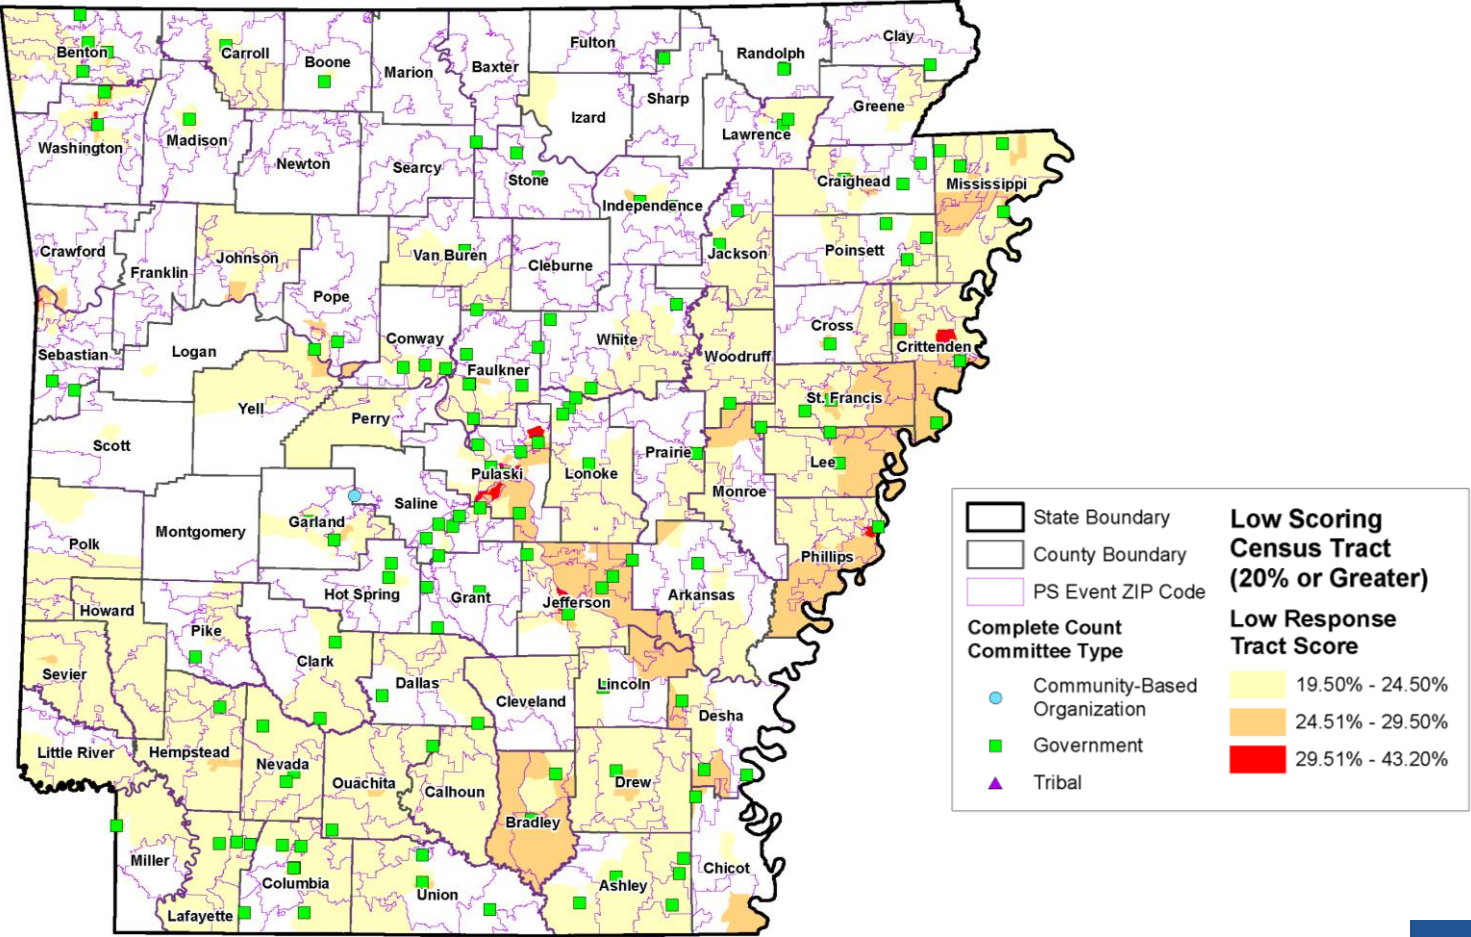 Benton
Carroll
Boone
Marion
Baxter
Fulton
Randolph
Clay
Sharp
Izard
Greene
Lawrence
Washington
Madison
Newton
Searcy
Stone
Independence
Craighead
Mississippi
Crawford
Franklin
Johnson
Van Buren
Cleburne
Jackson
Poinsett
Pope
Conway
White
Cross
Crittenden
Sebastian
Logan
Faulkner
Woodruff
Yell
Perry
St. Francis
Scott
Pulaski
Lonoke
Prairie
Lee
Monroe
Saline
Garland
Montgomery
Polk
Phillips
Hot Spring
Grant
Jefferson
Arkansas
Howard
Pike
Clark
Sevier
Dallas
Cleveland
Lincoln
Desha
Little River
Hempstead
Nevada
Ouachita
Calhoun
Drew
Bradley
Miller
Columbia
Union
Ashley
Chicot
Lafayette
State Boundary
County Boundary
PS Event ZIP Code
Complete Count
Committee Type
Community-Based
Organization
Government
Tribal
Low Scoring
Census Tract
(20% or Greater)
Low Response
Tract Score
19.50% - 24.50%
24.51% - 29.50%
29.51% - 43.20%